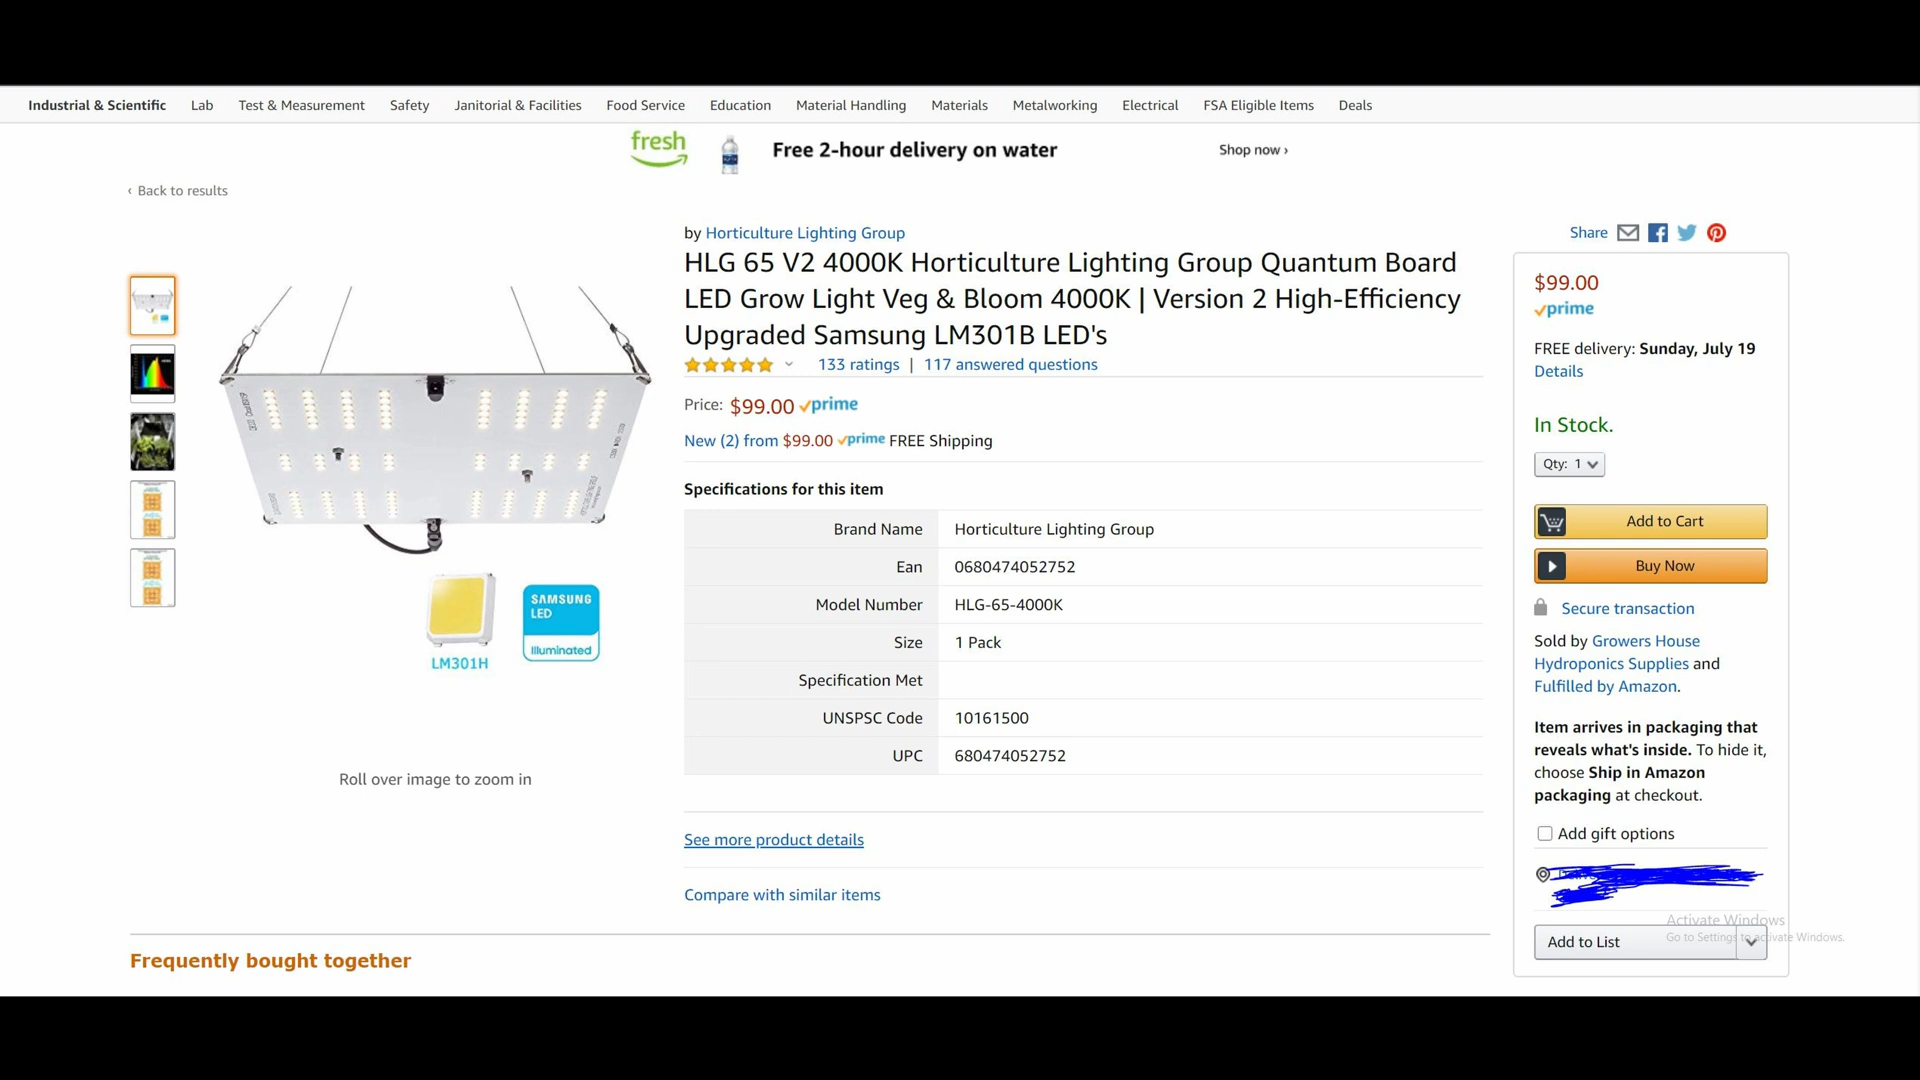 Industrial & Scientific Lab Test & Measurement Safety Janitorial & Facilities Food Service Education Material Handling Materials Metalworking Electrical FSA Eligible Items Deals
fresh Free 2-hour delivery on water Shop now ›
‹ Back to results
by Horticulture Lighting Group
HLG 65 V2 4000K Horticulture Lighting Group Quantum Board
LED Grow Light Veg & Bloom 4000K | Version 2 High-Efficiency
Upgraded Samsung LM301B LED's
133 ratings | 117 answered questions
Price: $99.00 prime
New (2) from $99.00 prime FREE Shipping
Specifications for this item
Brand Name Horticulture Lighting Group
Ean 0680474052752
Model Number HLG-65-4000K
Size 1 Pack
Specification Met
UNSPSC Code 10161500
UPC 680474052752
See more product details
Compare with similar items
SAMSUNG
LED
Illuminated
LM301H
Roll over image to zoom in
Share
$99.00
prime
FREE delivery: Sunday, July 19
Details
In Stock.
Qty: 1
Add to Cart
Buy Now
Secure transaction
Sold by Growers House
Hydroponics Supplies and
Fulfilled by Amazon.
Item arrives in packaging that
reveals what's inside. To hide it,
choose Ship in Amazon
packaging at checkout.
Add gift options
Add to List
Activate Windows
Go to Settings to activate Windows.
Frequently bought together